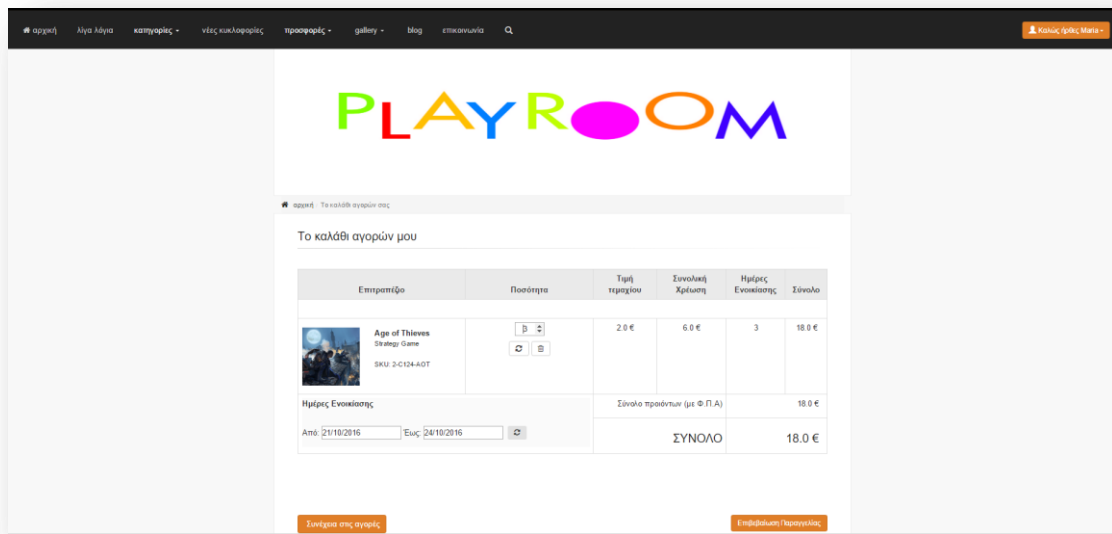 αρχική λίγα λόγια κατηγορίες νέες κυκλοφορίες προσφορές gallery blog επικοινωνία Καλώς ήρθες Maria
PLAYROOM
αρχική Το καλάθι αγορών σας
Το καλάθι αγορών μου
Επιτραπέζιο Ποσότητα Τιμή τεμαχίου Συνολική Χρέωση Ημέρες Ενοικίασης Σύνολο
Age of Thieves
Strategy Game
SKU: 2-C124-AOT
3 2.0 € 6.0 € 3 18.0 €
Ημέρες Ενοικίασης
Από: 21/10/2016 Έως: 24/10/2016
Σύνολο προιόντων (με Φ.Π.Α) 18.0 €
ΣΥΝΟΛΟ 18.0 €
Συνέχεια στις αγορές Επιβεβαίωση Παραγγελίας